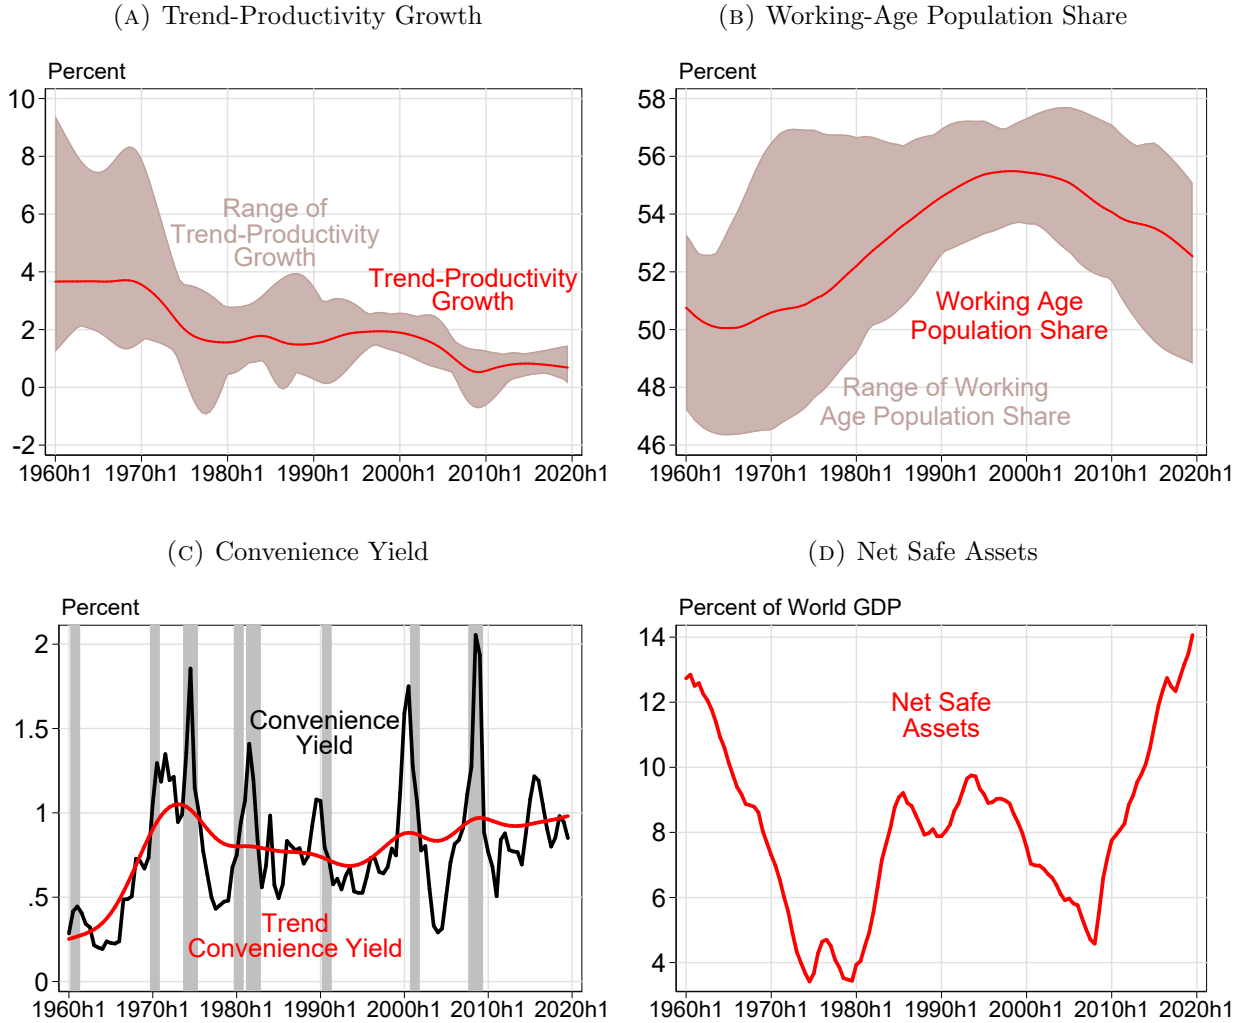 (A) Trend-Productivity Growth
Percent
10
8
6
4
2
0
-2
Range of
Trend-Productivity
Growth
Trend-Productivity
Growth
1960h1 1970h1 1980h1 1990h1 2000h1 2010h1 2020h1
(B) Working-Age Population Share
Percent
58
56
54
52
50
48
46
Working Age
Population Share
Range of Working
Age Population Share
1960h1 1970h1 1980h1 1990h1 2000h1 2010h1 2020h1
(C) Convenience Yield
Percent
2
1.5
1
.5
0
Convenience
Yield
Trend
Convenience Yield
1960h1 1970h1 1980h1 1990h1 2000h1 2010h1 2020h1
(D) Net Safe Assets
Percent of World GDP
14
12
10
8
6
4
Net Safe
Assets
1960h1 1970h1 1980h1 1990h1 2000h1 2010h1 2020h1